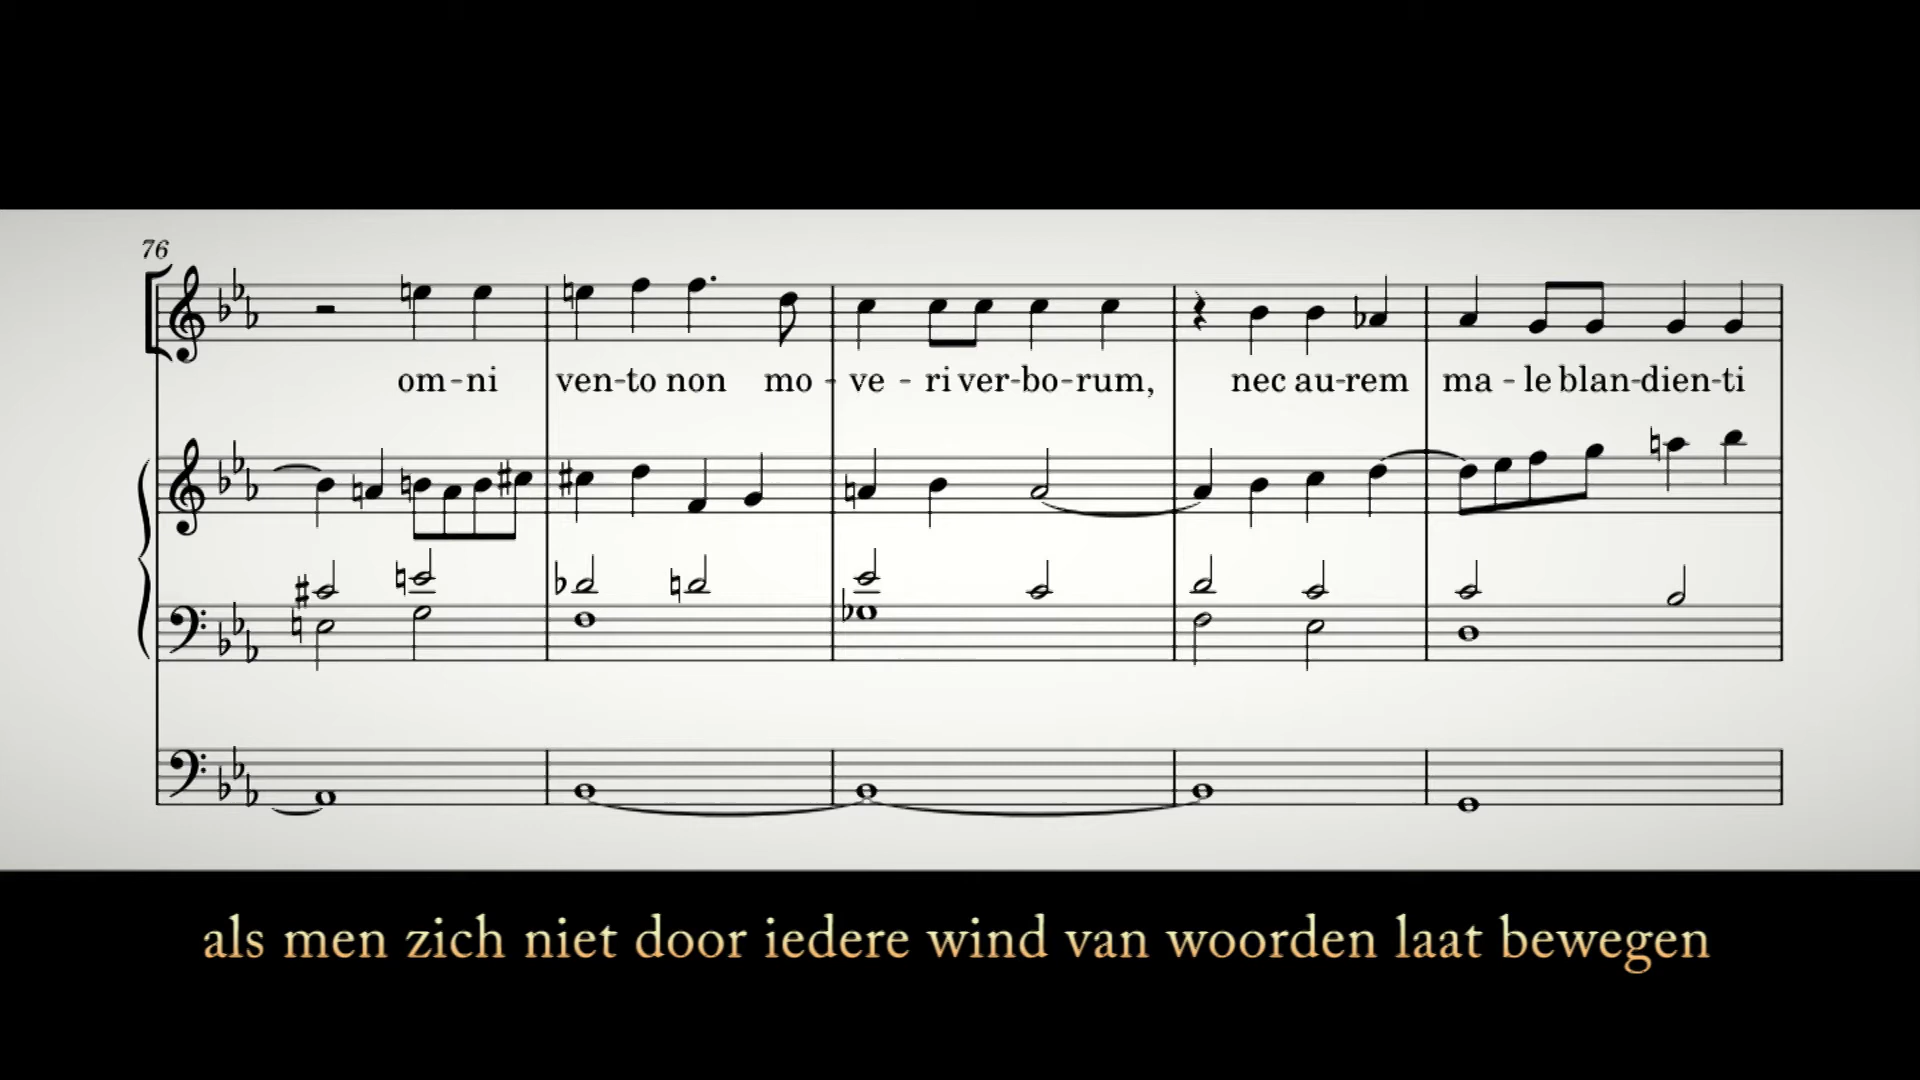 76
om-ni ven-to non mo - ve - ri ver-bo-rum, nec au-rem ma - le blan-dien-ti
als men zich niet door iedere wind van woorden laat bewegen